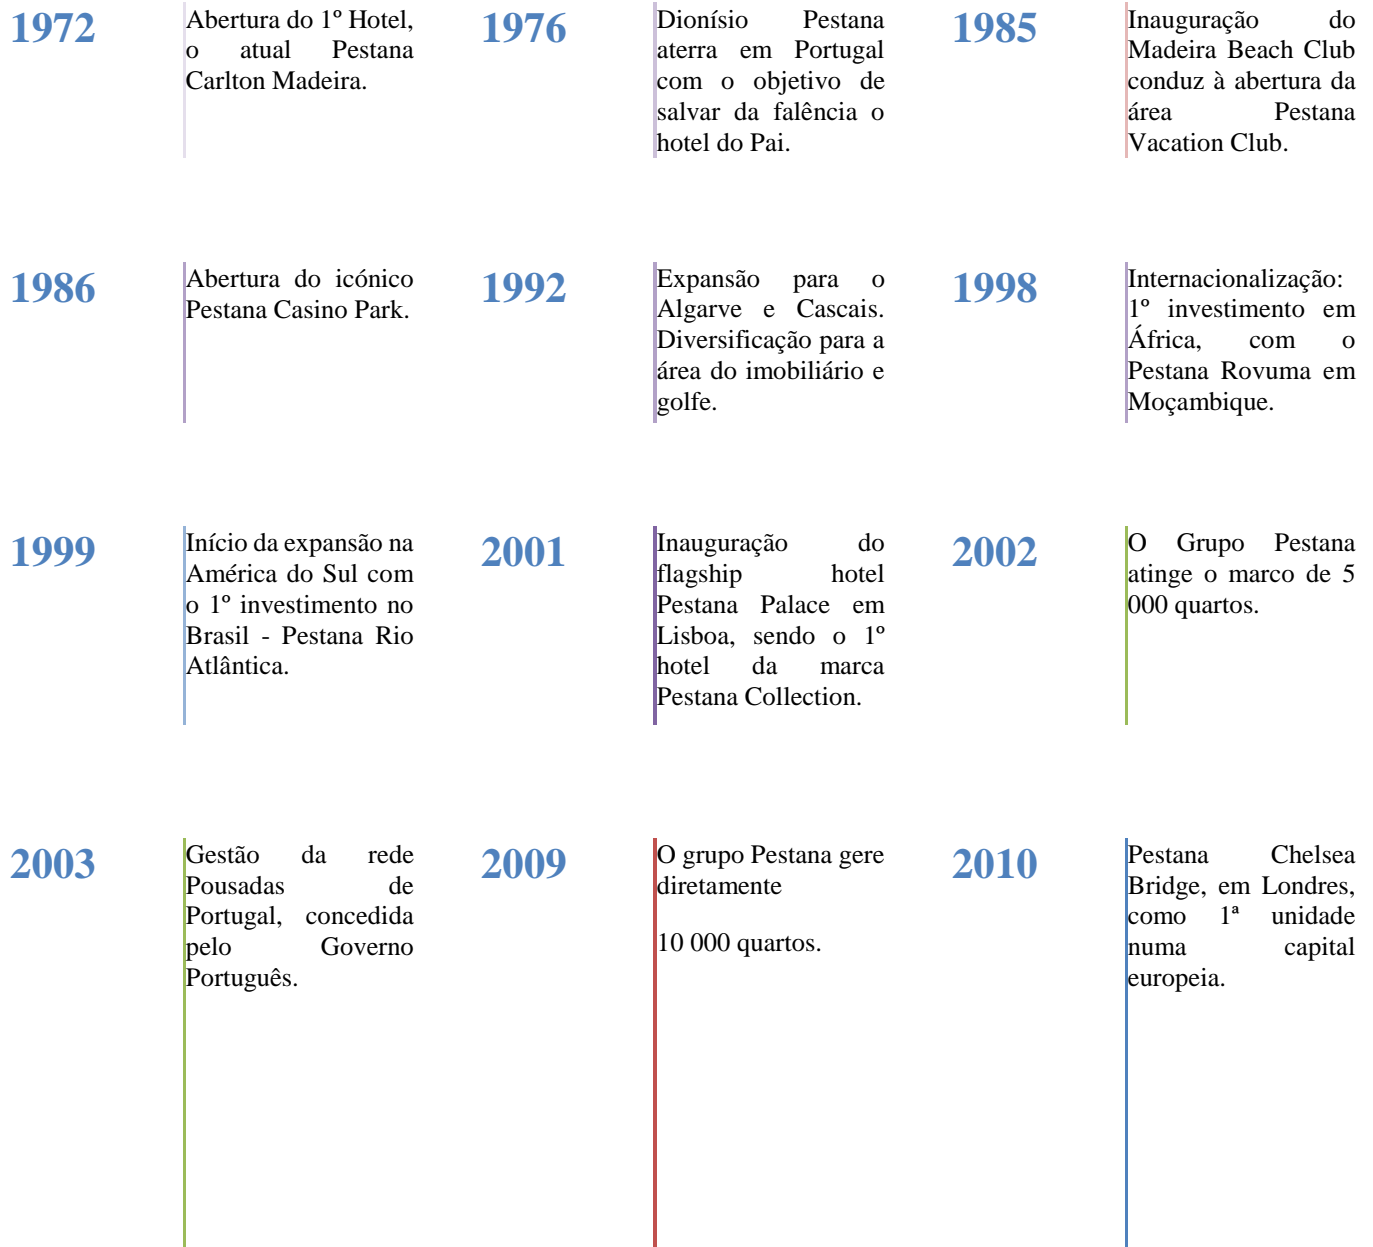 1972
Abertura do 1º Hotel,
o atual Pestana
Carlton Madeira.
1976
Dionísio Pestana
aterra em Portugal
com o objetivo de
salvar da falência o
hotel do Pai.
1985
Inauguração do
Madeira Beach Club
conduz à abertura da
área Pestana
Vacation Club.
1986
Abertura do icónico
Pestana Casino Park.
1992
Expansão para o
Algarve e Cascais.
Diversificação para a
área do imobiliário e
golfe.
1998
Internacionalização:
1º investimento em
África, com o
Pestana Rovuma em
Moçambique.
1999
Início da expansão na
América do Sul com
o 1º investimento no
Brasil - Pestana Rio
Atlântica.
2001
Inauguração do
flagship hotel
Pestana Palace em
Lisboa, sendo o 1º
hotel da marca
Pestana Collection.
2002
O Grupo Pestana
atinge o marco de 5
000 quartos.
2003
Gestão da rede
Pousadas de
Portugal, concedida
pelo Governo
Português.
2009
O grupo Pestana gere
diretamente
10 000 quartos.
2010
Pestana Chelsea
Bridge, em Londres,
como 1ª unidade
numa capital
europeia.